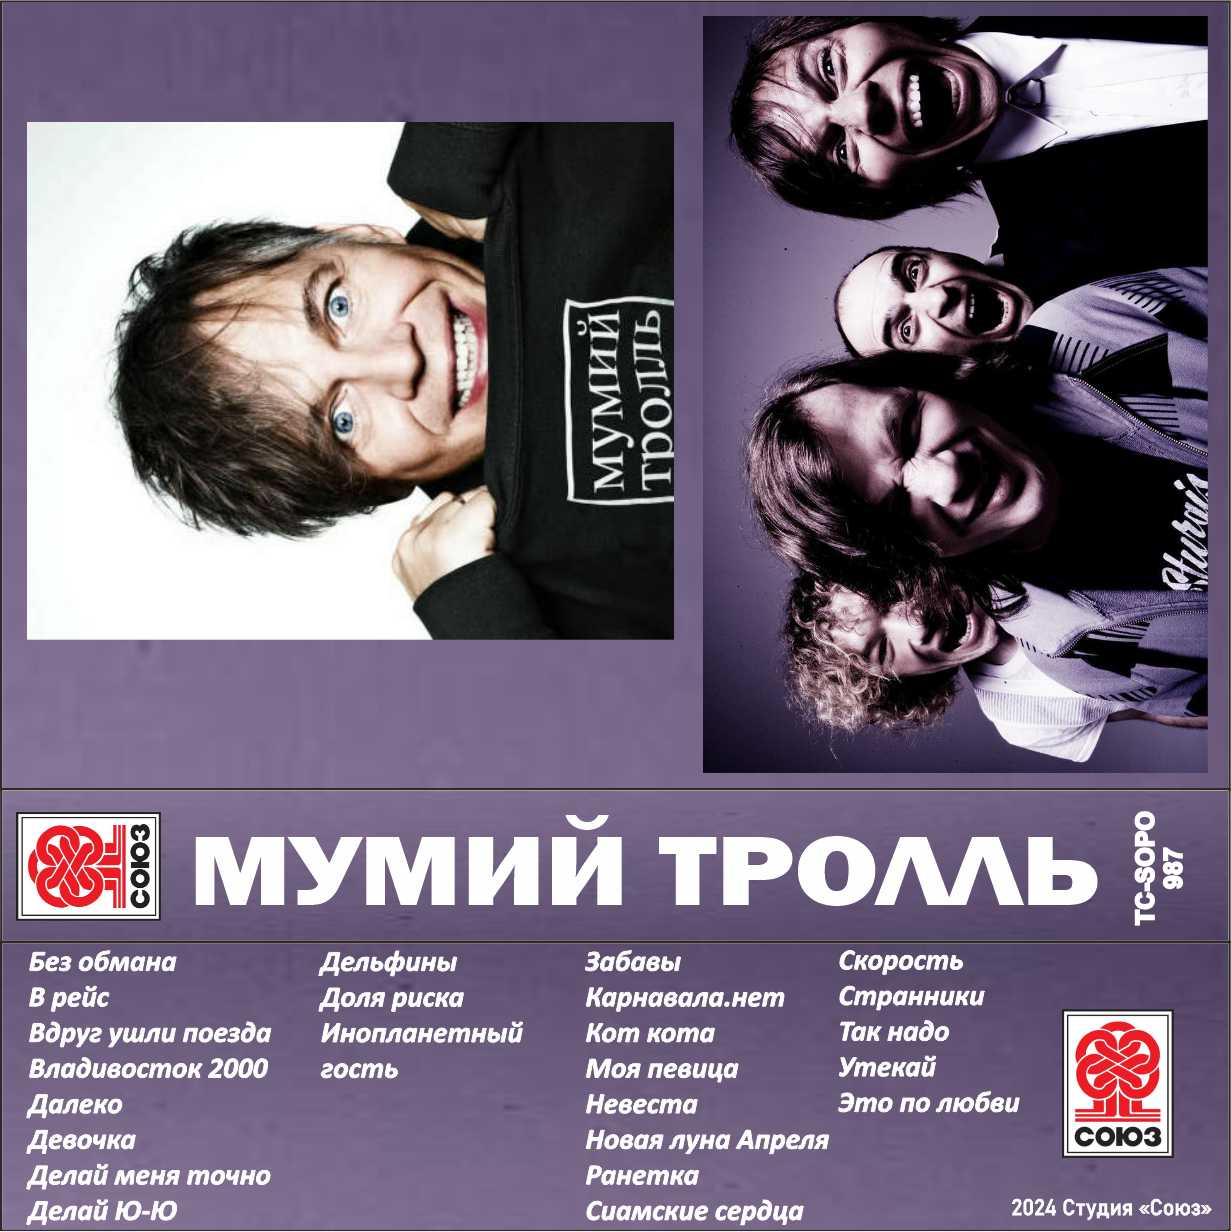 мумий
тролль
Sturais
СОЮЗ
МУМИЙ ТРОЛЛЬ
TC-SOPO
987
Без обмана
В рейс
Вдруг ушли поезда
Владивосток 2000
Далеко
Девочка
Делай меня точно
Делай Ю-Ю
Дельфины
Доля риска
Инопланетный
гость
Забавы
Карнавала.нет
Кот кота
Моя певица
Невеста
Новая луна Апреля
Ранетка
Сиамские сердца
Скорость
Странники
Так надо
Утекай
Это по любви
СОЮЗ
2024 Студия «Союз»